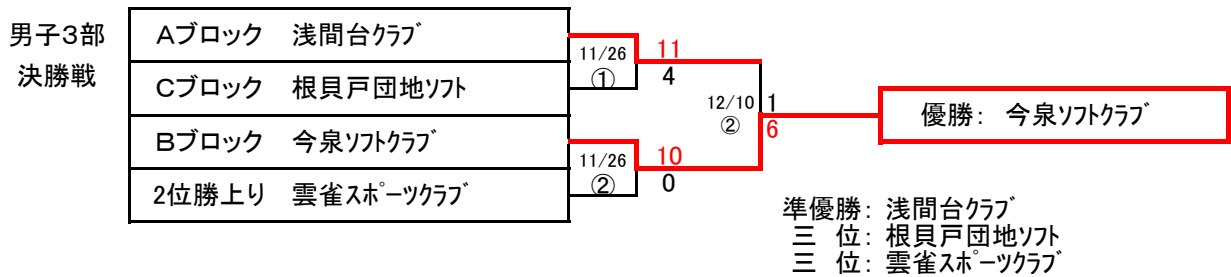 男子3部
決勝戦
Aブロック 浅間台ｸﾗﾌﾞ
Cブロック 根貝戸団地ｿﾌﾄ
Bブロック 今泉ｿﾌﾄｸﾗﾌﾞ
2位勝上り 雲雀ｽﾎﾟｰﾂｸﾗﾌﾞ
11/26
①
11
4
11/26
②
10
0
12/10
②
1
6
優勝： 今泉ｿﾌﾄｸﾗﾌﾞ
準優勝： 浅間台ｸﾗﾌﾞ
三 位： 根貝戸団地ｿﾌﾄ
三 位： 雲雀ｽﾎﾟｰﾂｸﾗﾌﾞ